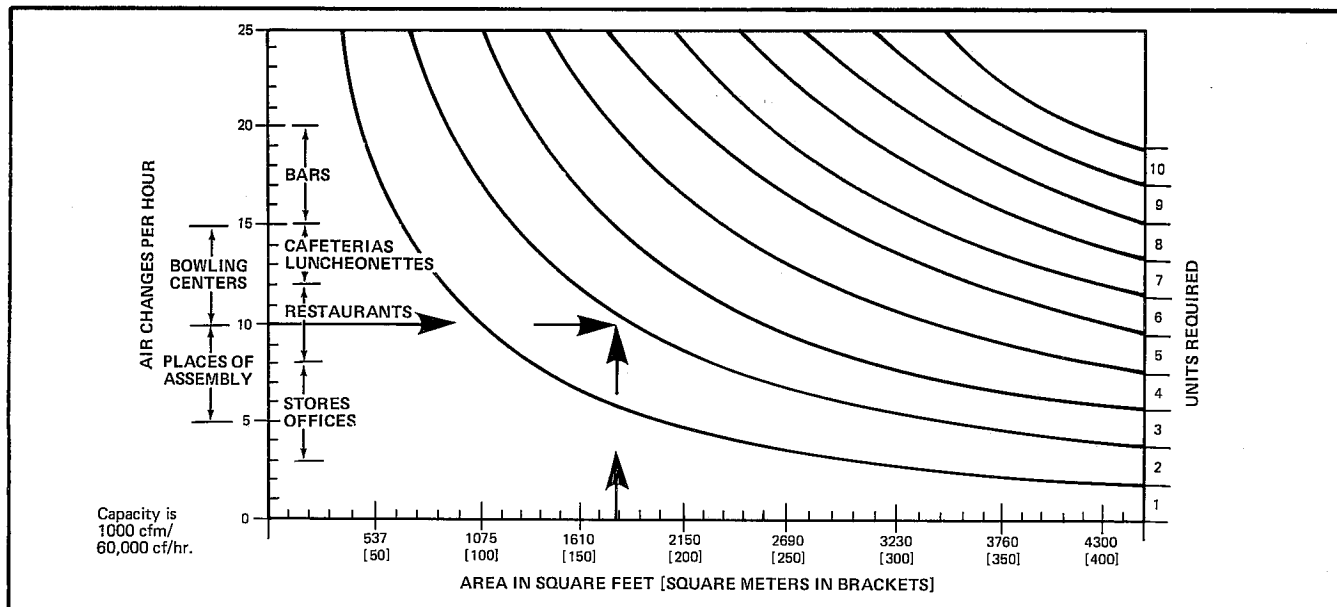 25
20
15
10
5
0
AIR CHANGES PER HOUR
BOWLING
CENTERS
PLACES OF
ASSEMBLY
BARS
CAFETERIAS
LUNCHEONETTES
RESTAURANTS
STORES
OFFICES
10
9
8
7
6
5
4
3
2
1
UNITS REQUIRED
Capacity is
1000 cfm/
60,000 cf/hr.
537 1075 1610 2150 2690 3230 3760 4300
[50] [100] [150] [200] [250] [300] [350] [400]
AREA IN SQUARE FEET [SQUARE METERS IN BRACKETS]